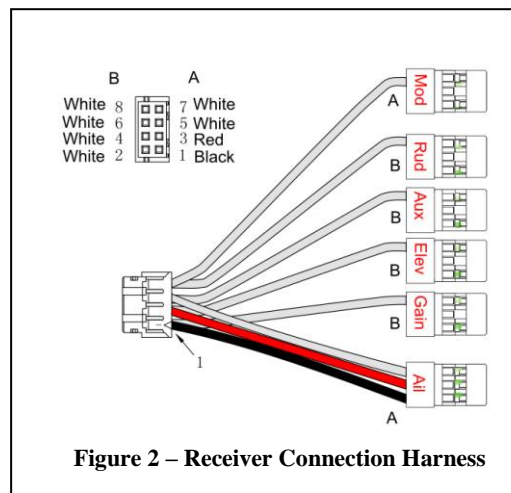 B A
White 8 7 White
White 6 5 White
White 4 3 Red
White 2 1 Black
A Mod
B Rud
B Aux
B Elev
B Gain
A Ail
1
Figure 2 – Receiver Connection Harness